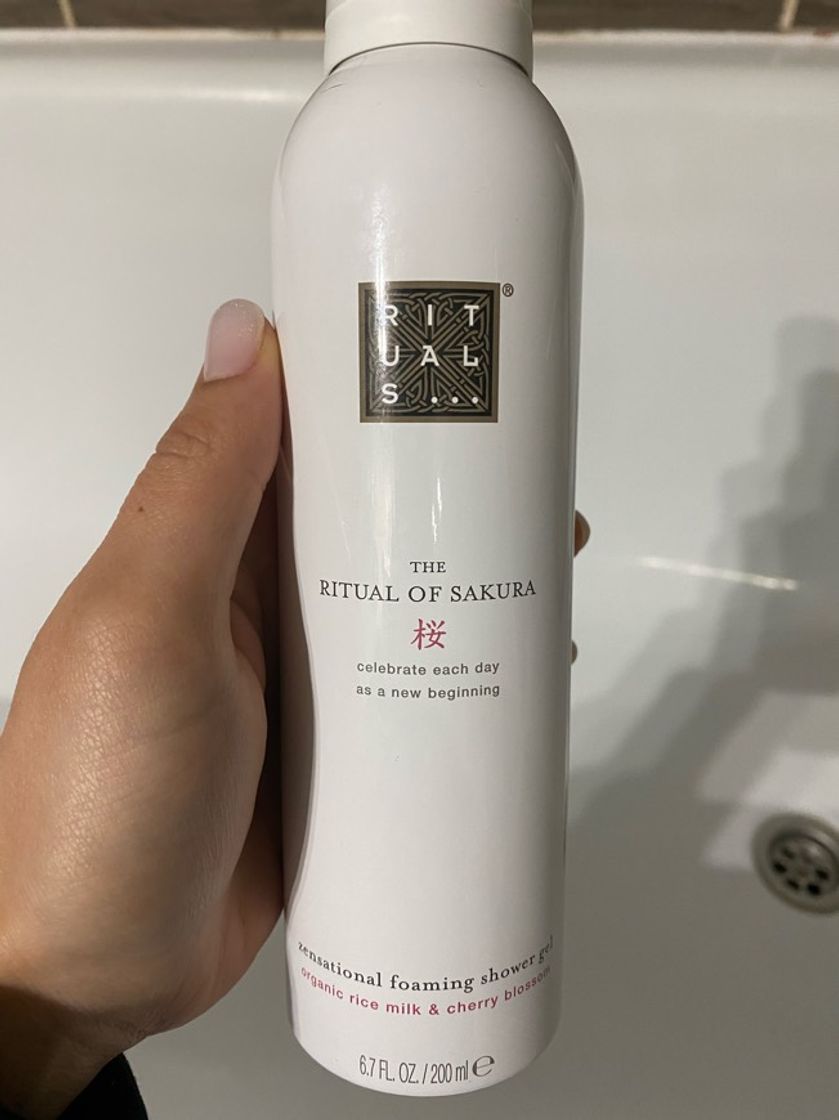 RIT
UAL
S...
®
THE
RITUAL OF SAKURA
桜
celebrate each day
as a new beginning
zensational foaming shower gel
organic rice milk & cherry blossom
6.7 FL. OZ. / 200 ml ℮